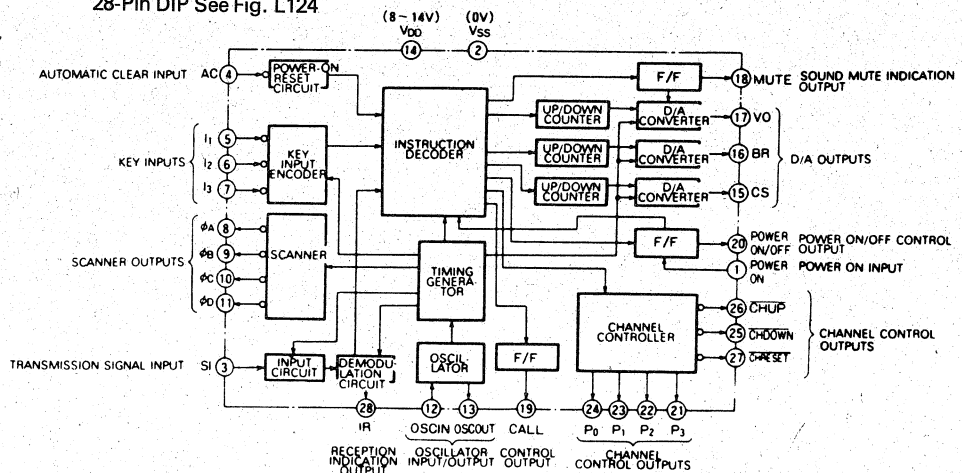 28-Pin DIP See Fig. L124
(8~14V) (0V)
VDD VSS
14 2
AUTOMATIC CLEAR INPUT AC 4
POWER-ON RESET CIRCUIT
KEY INPUTS
I1 5
I2 6
I3 7
KEY INPUT ENCODER
SCANNER OUTPUTS
φA 8
φB 9
φC 10
φD 11
SCANNER
TRANSMISSION SIGNAL INPUT SI 3
INPUT CIRCUIT
DEMODU-
LATION
CIRCUIT
INSTRUCTION
DECODER
TIMING
GENERA-
TOR
OSCIL-
LATOR
F/F
F/F
18 MUTE SOUND MUTE INDICATION
OUTPUT
UP/DOWN
COUNTER
D/A
CONVERTER
17 VO
UP/DOWN
COUNTER
D/A
CONVERTER
16 BR
UP/DOWN
COUNTER
D/A
CONVERTER
15 CS
D/A OUTPUTS
F/F
20 POWER ON/OFF
POWER ON/OFF CONTROL
OUTPUT
1 POWER ON
POWER ON INPUT
CHANNEL
CONTROLLER
26 CHUP
25 CHDOWN
27 C-RESET
CHANNEL CONTROL
OUTPUTS
28 12 13 19 24 23 22 21
IR OSCIN OSCOUT CALL P0 P1 P2 P3
RECEPTION
INDICATION
OUTPUT
OSCILLATOR
INPUT/OUTPUT
CONTROL
OUTPUT
CHANNEL
CONTROL OUTPUTS